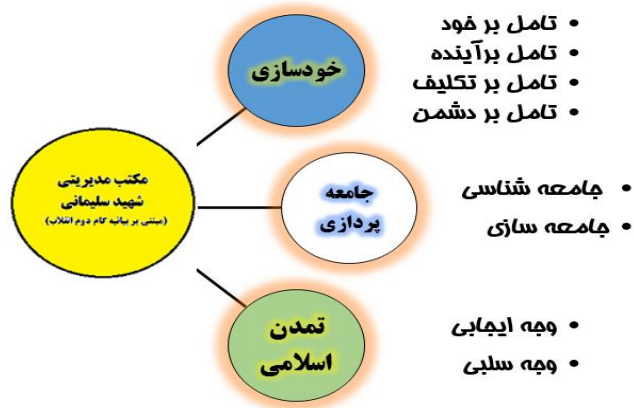 مکتب مدیریتی
شهید سلیمانی
(مبتنی بر بیانیه گام دوم انقلاب)
خودسازی
• تامل بر خود
• تامل برآینده
• تامل بر تکلیف
• تامل بر دشمن
جامعه
پردازی
• جامعه شناسی
• جامعه سازی
تمدن
اسلامی
• وجه ایجابی
• وجه سلبی